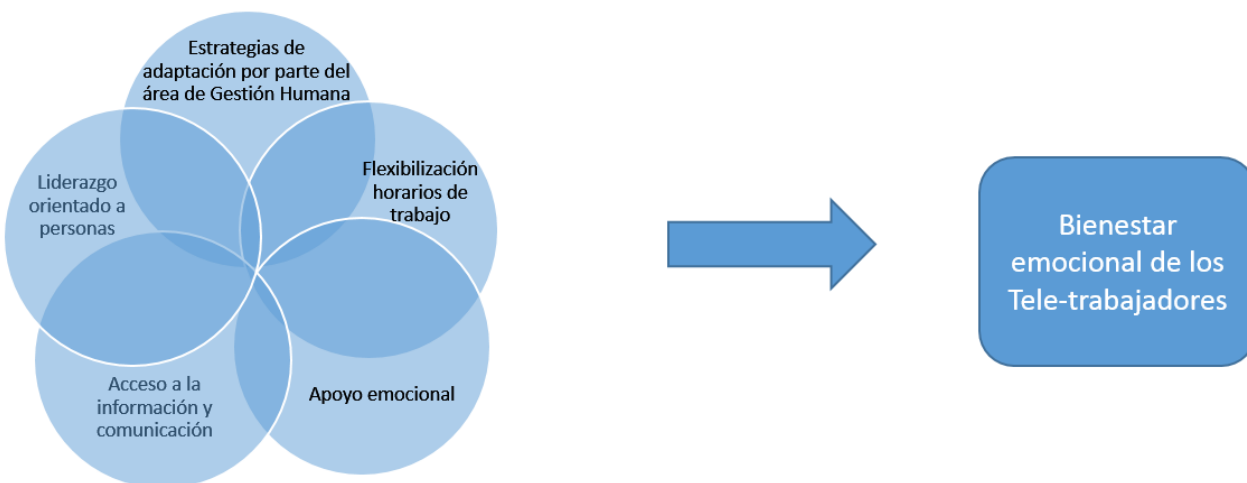 Estrategias de
adaptación por parte del
área de Gestión Humana
Flexibilización
horarios de
trabajo
Apoyo emocional
Acceso a la
información y
comunicación
Liderazgo
orientado a
personas
Bienestar
emocional de los
Tele-trabajadores